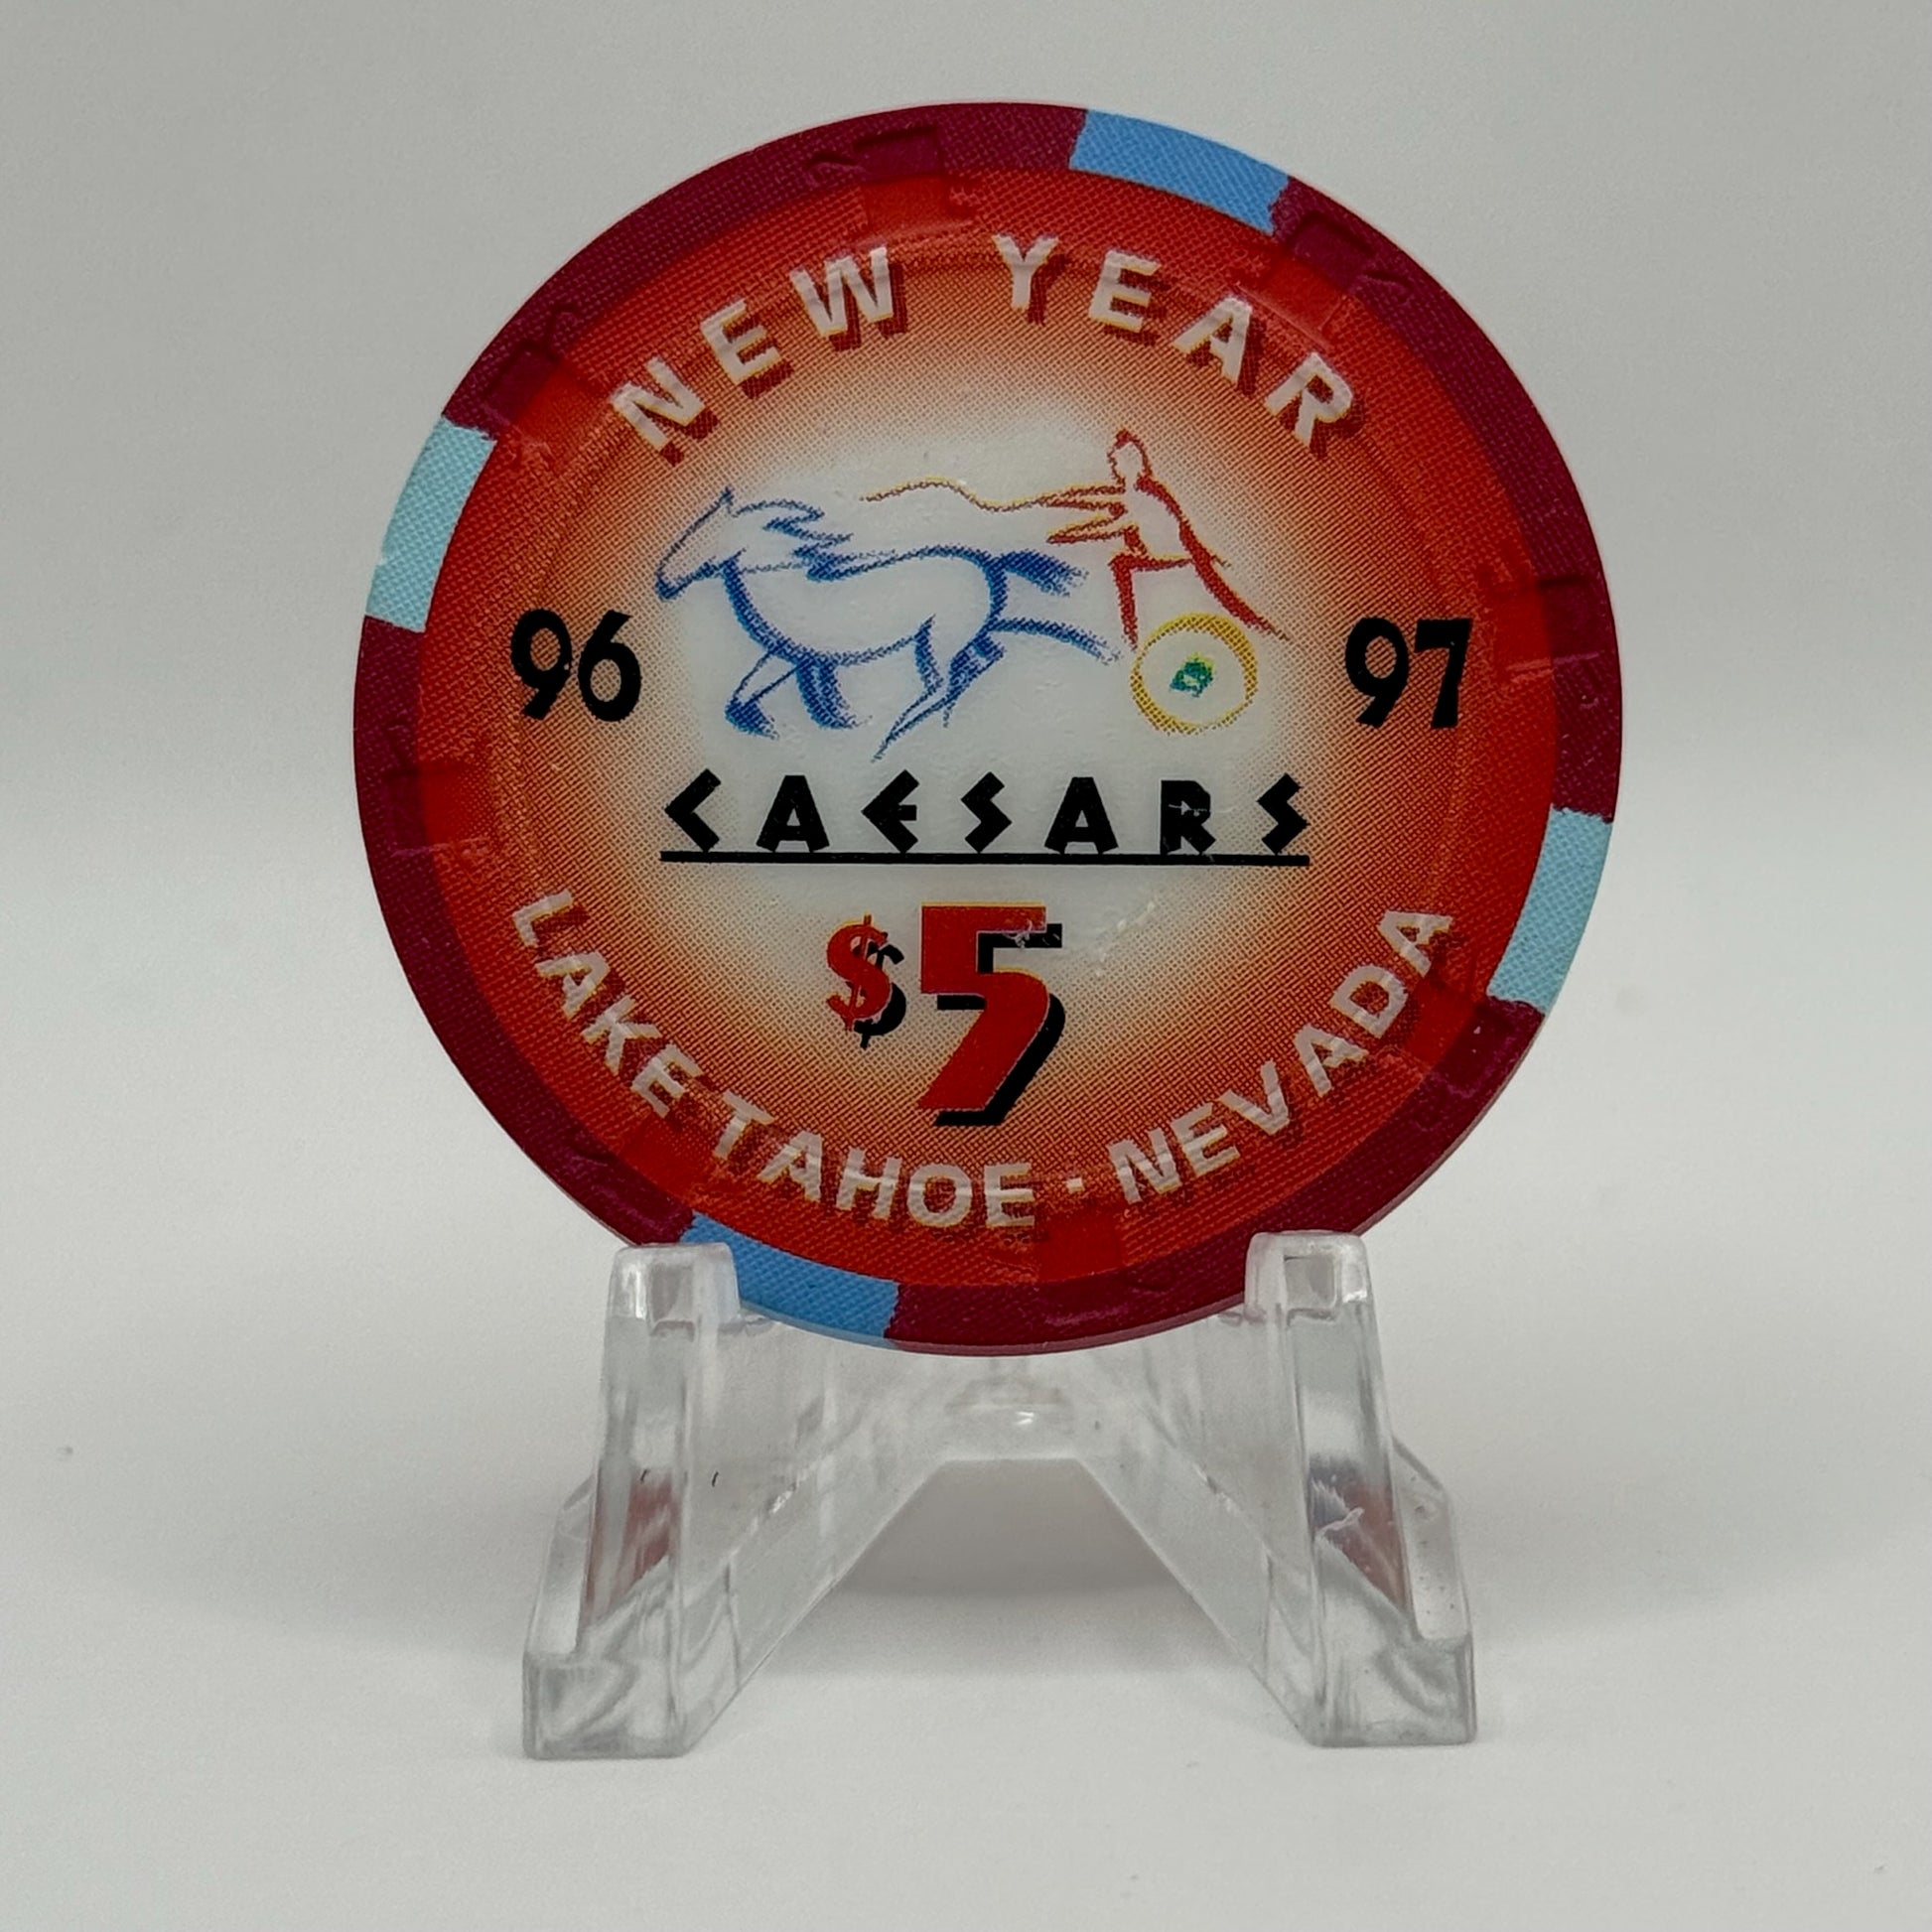 NEW YEAR
96
97
CAESARS
$5
LAKE TAHOE · NEVADA